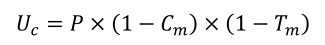 U_c = P × (1 − C_m) × (1 − T_m)